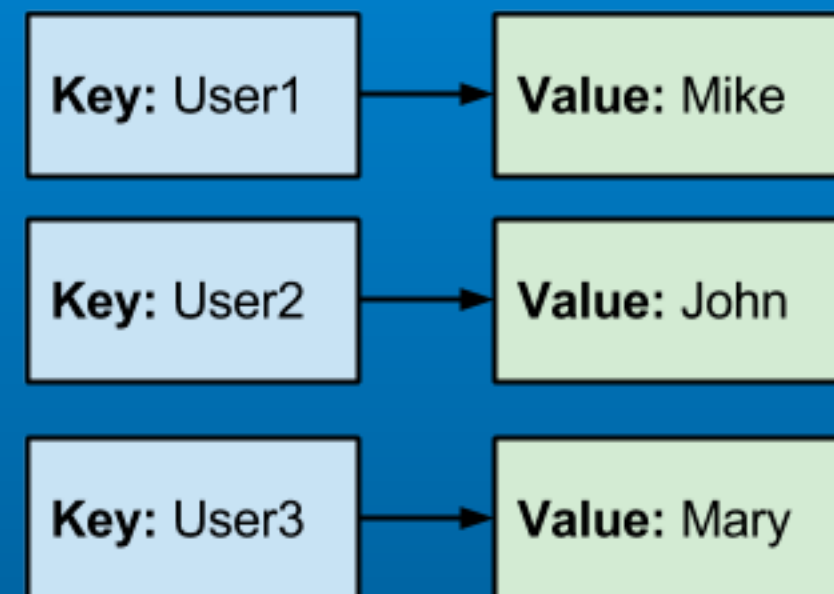 Key: User1
Value: Mike
Key: User2
Value: John
Key: User3
Value: Mary